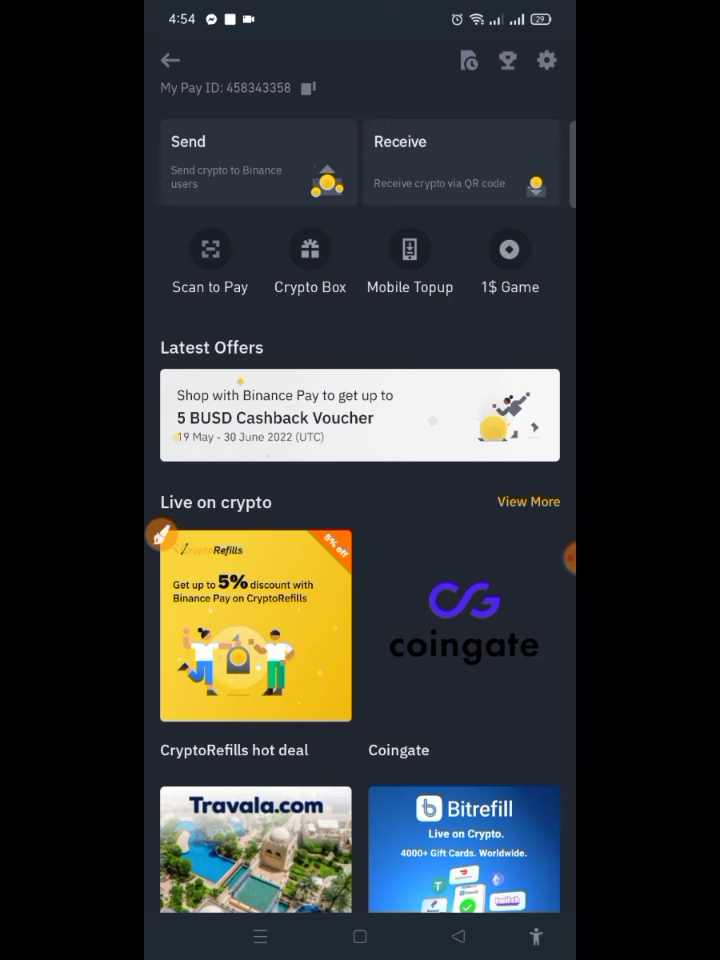 4:54
29
My Pay ID: 458343358
Send
Receive
Send crypto to Binance
users
Receive crypto via QR code
Scan to Pay
Crypto Box
Mobile Topup
1$ Game
Latest Offers
Shop with Binance Pay to get up to
5 BUSD Cashback Voucher
19 May - 30 June 2022 (UTC)
Live on crypto
View More
CryptoRefills
5% off
Get up to 5% discount with
Binance Pay on CryptoRefills
coingate
CryptoRefills hot deal
Coingate
Travala.com
Bitrefill
Live on Crypto.
4000+ Gift Cards. Worldwide.
twitch